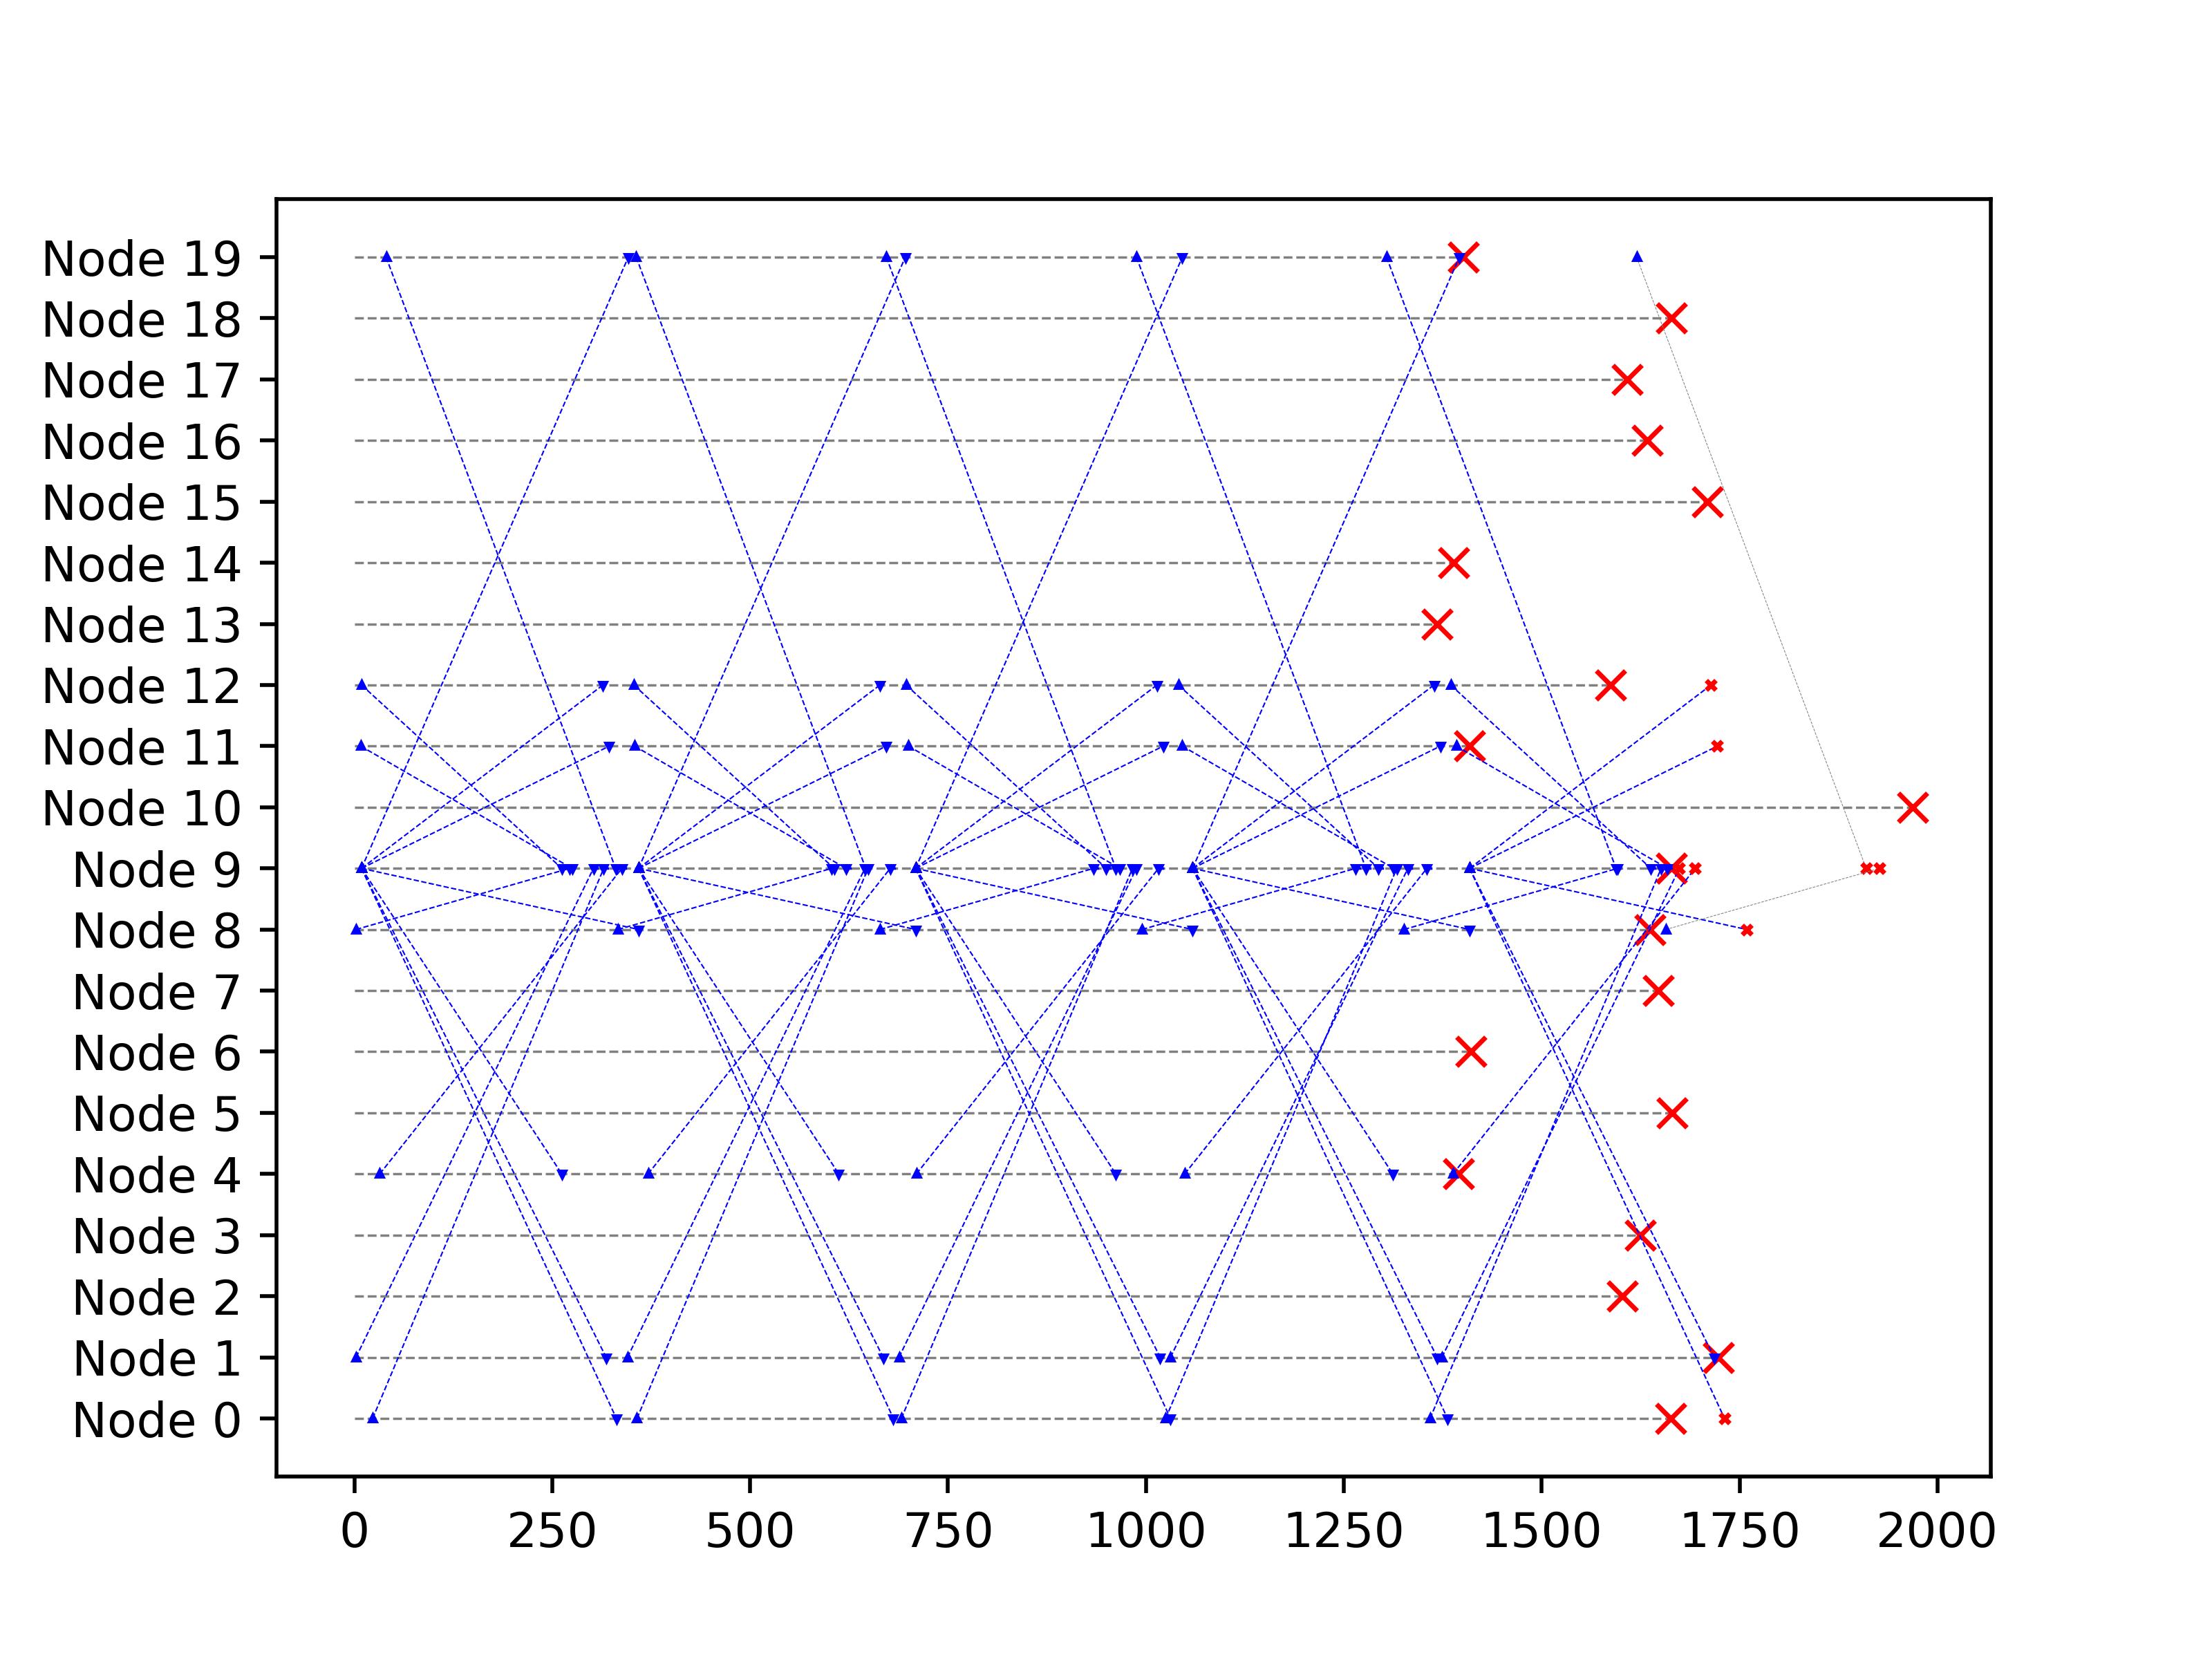 Node 19
Node 18
Node 17
Node 16
Node 15
Node 14
Node 13
Node 12
Node 11
Node 10
Node 9
Node 8
Node 7
Node 6
Node 5
Node 4
Node 3
Node 2
Node 1
Node 0
0 250 500 750 1000 1250 1500 1750 2000